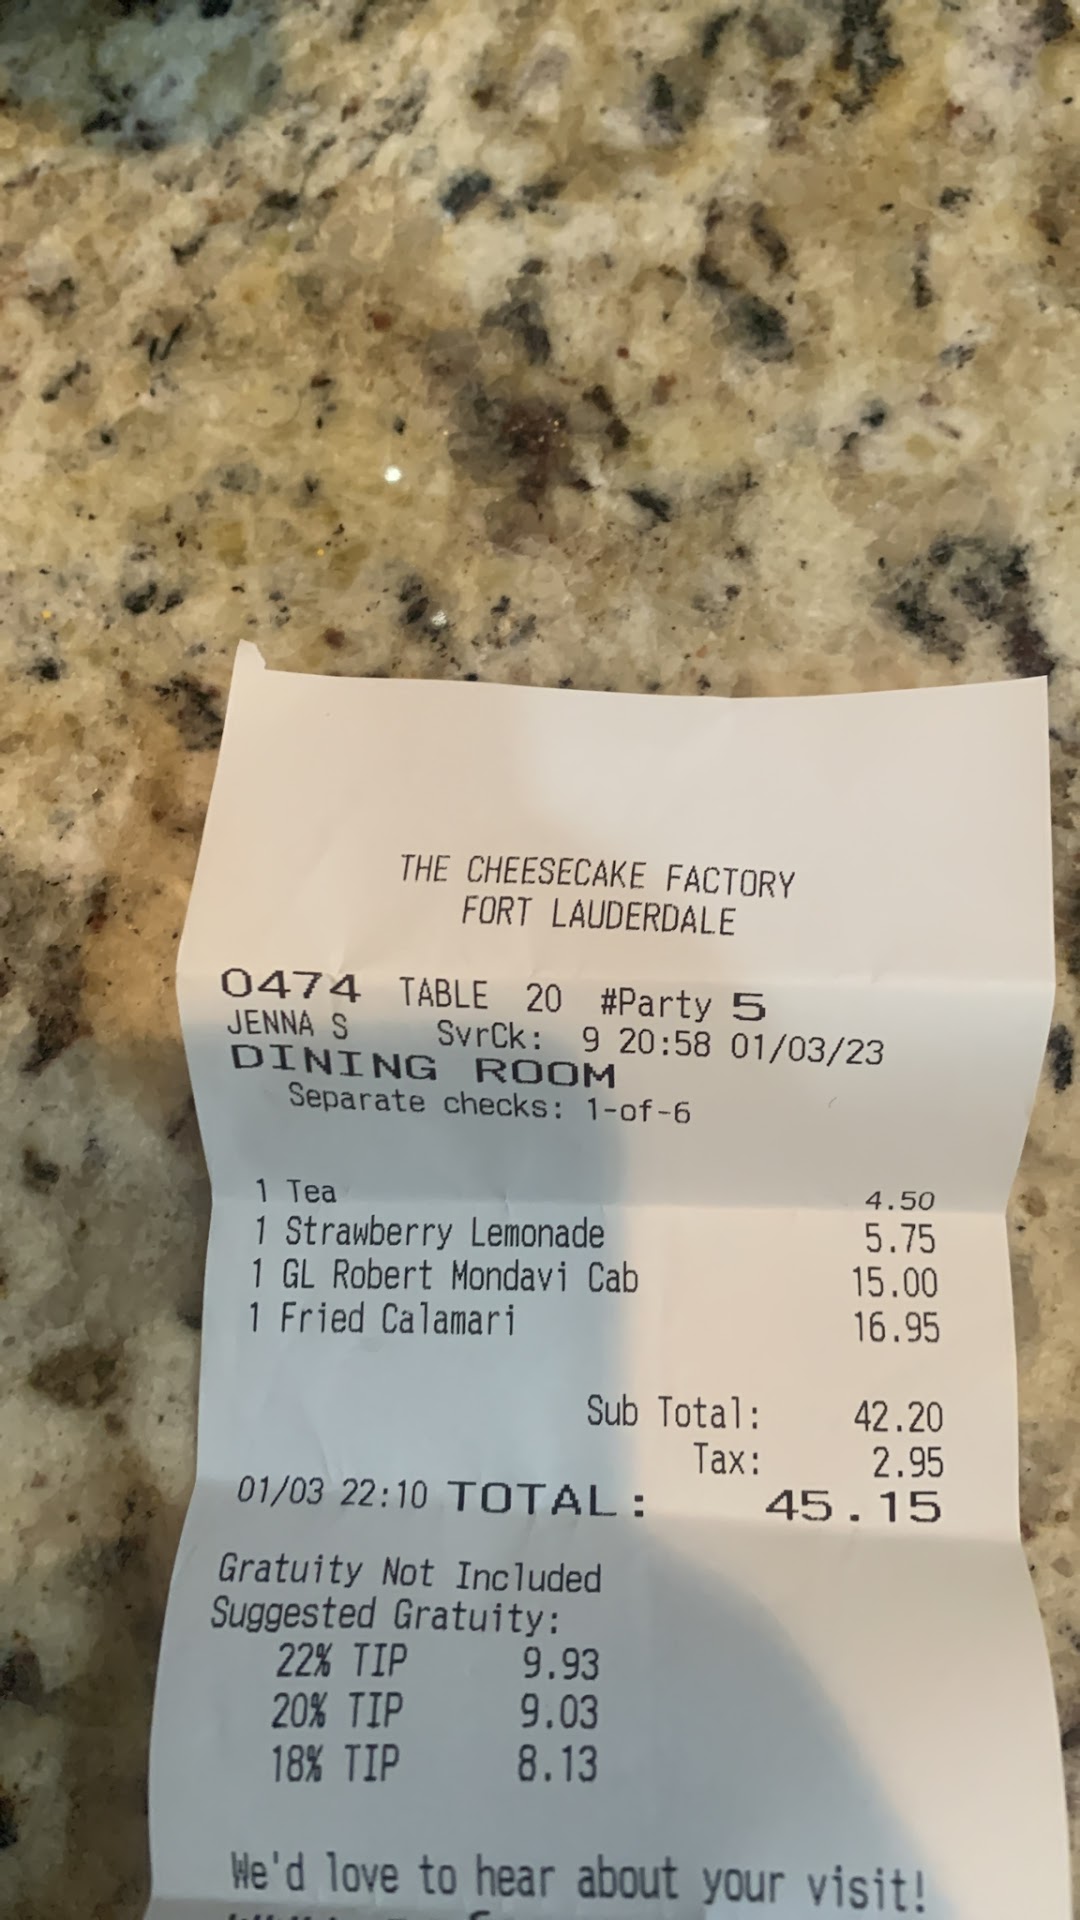 THE CHEESECAKE FACTORY
FORT LAUDERDALE
0474 TABLE 20 #Party 5
JENNA S SvrCk: 9 20:58 01/03/23
DINING ROOM
Separate checks: 1-of-6
1 Tea 4.50
1 Strawberry Lemonade 5.75
1 GL Robert Mondavi Cab 15.00
1 Fried Calamari 16.95
Sub Total: 42.20
Tax: 2.95
01/03 22:10 TOTAL: 45.15
Gratuity Not Included
Suggested Gratuity:
22% TIP 9.93
20% TIP 9.03
18% TIP 8.13
We'd love to hear about your visit!